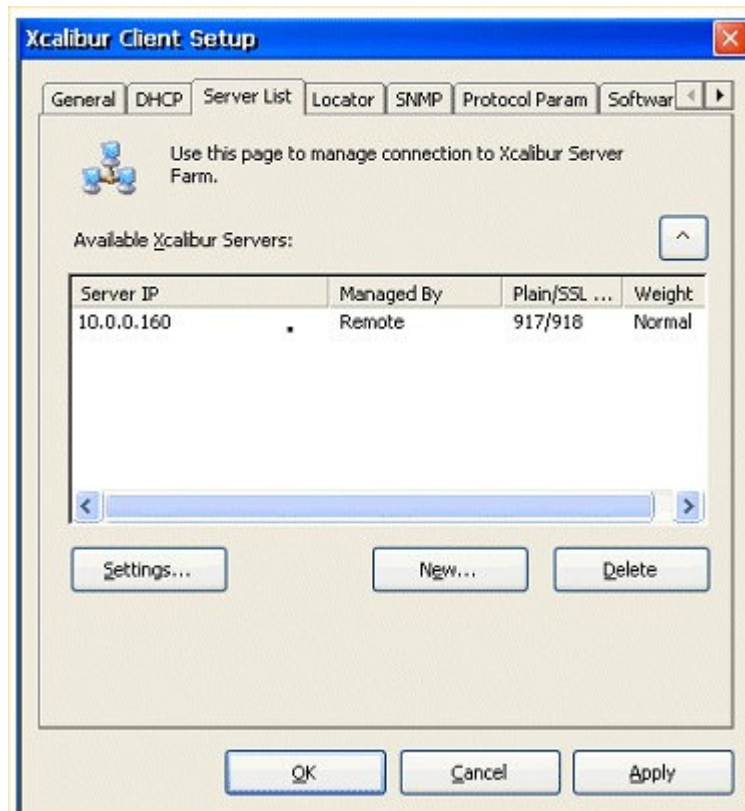 Xcalibur Client Setup
General DHCP Server List Locator SNMP Protocol Param Softwar
Use this page to manage connection to Xcalibur Server
Farm.
Available Xcalibur Servers:
Server IP Managed By Plain/SSL ... Weight
10.0.0.160 Remote 917/918 Normal
Settings... New... Delete
OK Cancel Apply